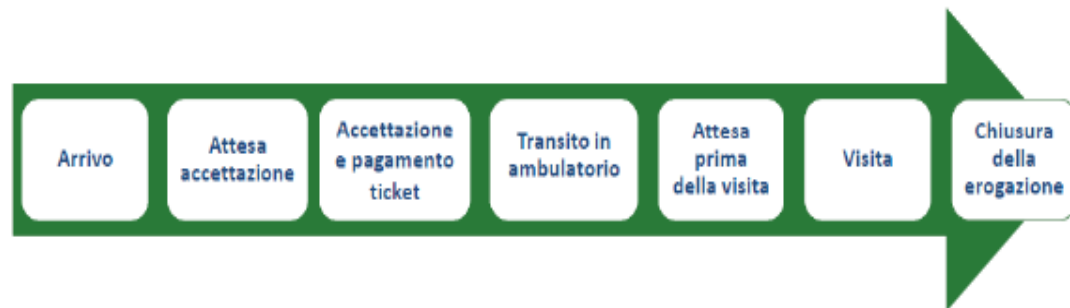 Arrivo
Attesa
accettazione
Accettazione
e pagamento
ticket
Transito in
ambulatorio
Attesa
prima
della visita
Visita
Chiusura
della
erogazione